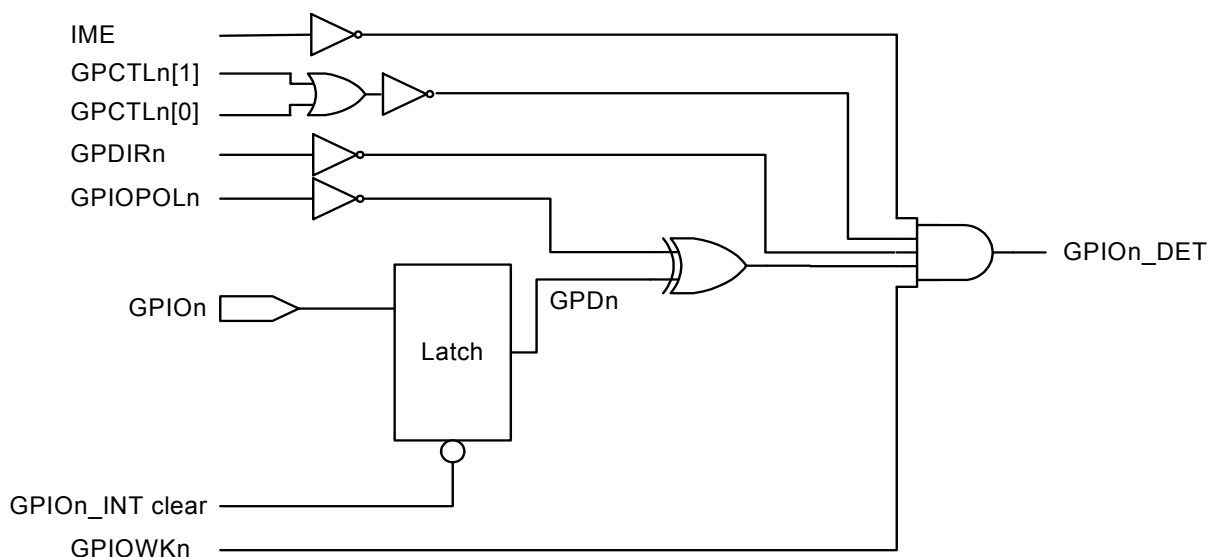 IME
GPCTLn[1]
GPCTLn[0]
GPDIRn
GPIOPOLn
GPIOn_DET
GPIOn
GPDn
Latch
GPIOn_INT clear
GPIOWKn